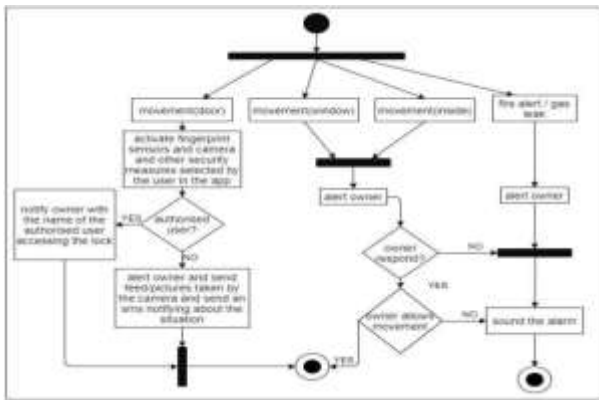 movement(door)
movement(window)
movement(inside)
fire alert / gas
leak
activate fingerprint
sensors and camera
and other security
measures selected by
the user in the app
alert owner
alert owner
notify owner with
the name of the
authorised user
accessing the lock
YES
authorised
user?
NO
owner
respond?
NO
YES
alert owner and send
feed/pictures taken by
the camera and send an
sms notifying about the
situation
owner allows
movement
NO
sound the alarm
YES